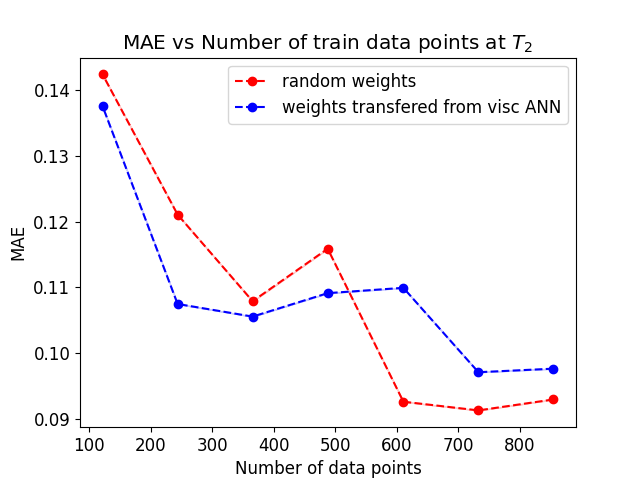 MAE vs Number of train data points at T₂
random weights
weights transfered from visc ANN
MAE
0.14
0.13
0.12
0.11
0.10
0.09
100 200 300 400 500 600 700 800
Number of data points